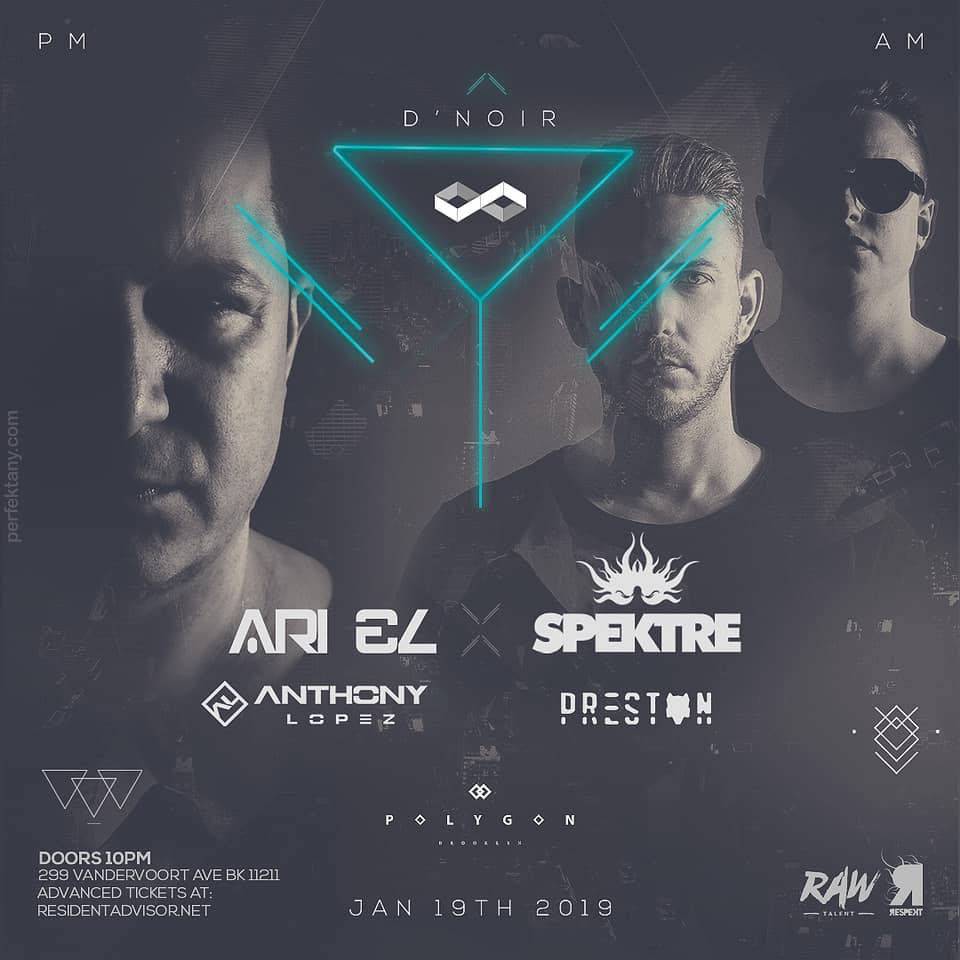 PM
AM
D'NOIR
perfektany.com
ARI EL X SPEKTRE
ANTHONY
LOPEZ
PRESTON
POLYGON
BROOKLYN
DOORS 10PM
299 VANDERVOORT AVE BK 11211
ADVANCED TICKETS AT:
RESIDENTADVISOR.NET
JAN 19TH 2019
RAW
TALENT
RESPEKT